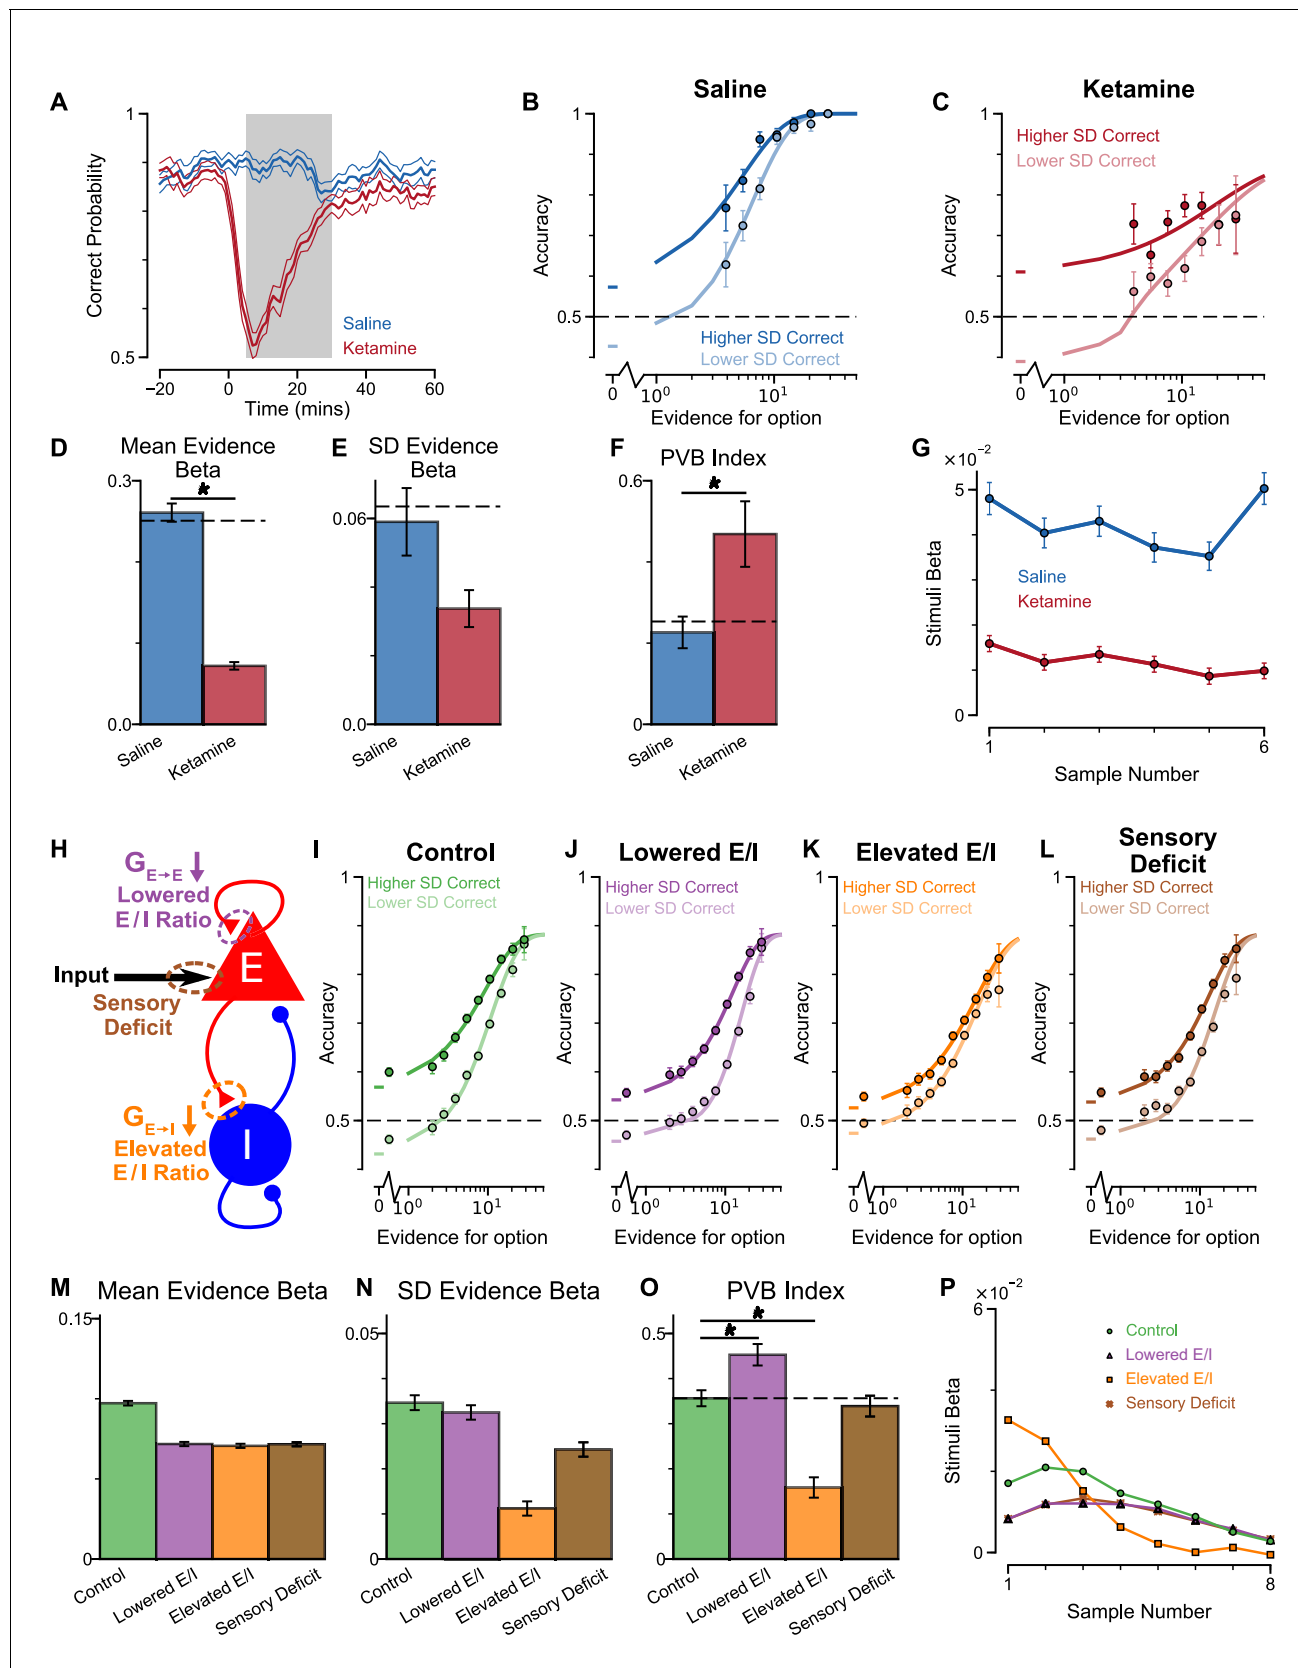 A
Correct Probability
1
0.5
Saline
Ketamine
−20
0
20
40
60
Time (mins)
B
Saline
Accuracy
1
0.5
Higher SD Correct
Lower SD Correct
0
10⁰
10¹
Evidence for option
C
Ketamine
Higher SD Correct
Lower SD Correct
Accuracy
1
0.5
0
10⁰
10¹
Evidence for option
D
Mean Evidence
Beta
0.3
*
0.0
Saline
Ketamine
E
SD Evidence
Beta
0.06
0.0
Saline
Ketamine
F
PVB Index
0.6
*
0
Saline
Ketamine
G
×10⁻²
5
Stimuli Beta
Saline
Ketamine
0
1
6
Sample Number
H
G E→E ↓
Lowered
E/I Ratio
Input
E
Sensory
Deficit
G E→I ↓
Elevated
E/I Ratio
I
I
Control
Higher SD Correct
Lower SD Correct
Accuracy
1
0.5
0
10⁰
10¹
Evidence for option
J
Lowered E/I
Higher SD Correct
Lower SD Correct
Accuracy
1
0.5
0
10⁰
10¹
Evidence for option
K
Elevated E/I
Higher SD Correct
Lower SD Correct
Accuracy
1
0.5
0
10⁰
10¹
Evidence for option
L
Sensory
Deficit
Higher SD Correct
Lower SD Correct
Accuracy
1
0.5
0
10⁰
10¹
Evidence for option
M
Mean Evidence Beta
0.15
0
Control
Lowered E/I
Elevated E/I
Sensory Deficit
N
SD Evidence Beta
0.05
0
Control
Lowered E/I
Elevated E/I
Sensory Deficit
O
PVB Index
0.5
*
*
0
Control
Lowered E/I
Elevated E/I
Sensory Deficit
P
×10⁻²
6
Stimuli Beta
Control
Lowered E/I
Elevated E/I
Sensory Deficit
0
1
8
Sample Number